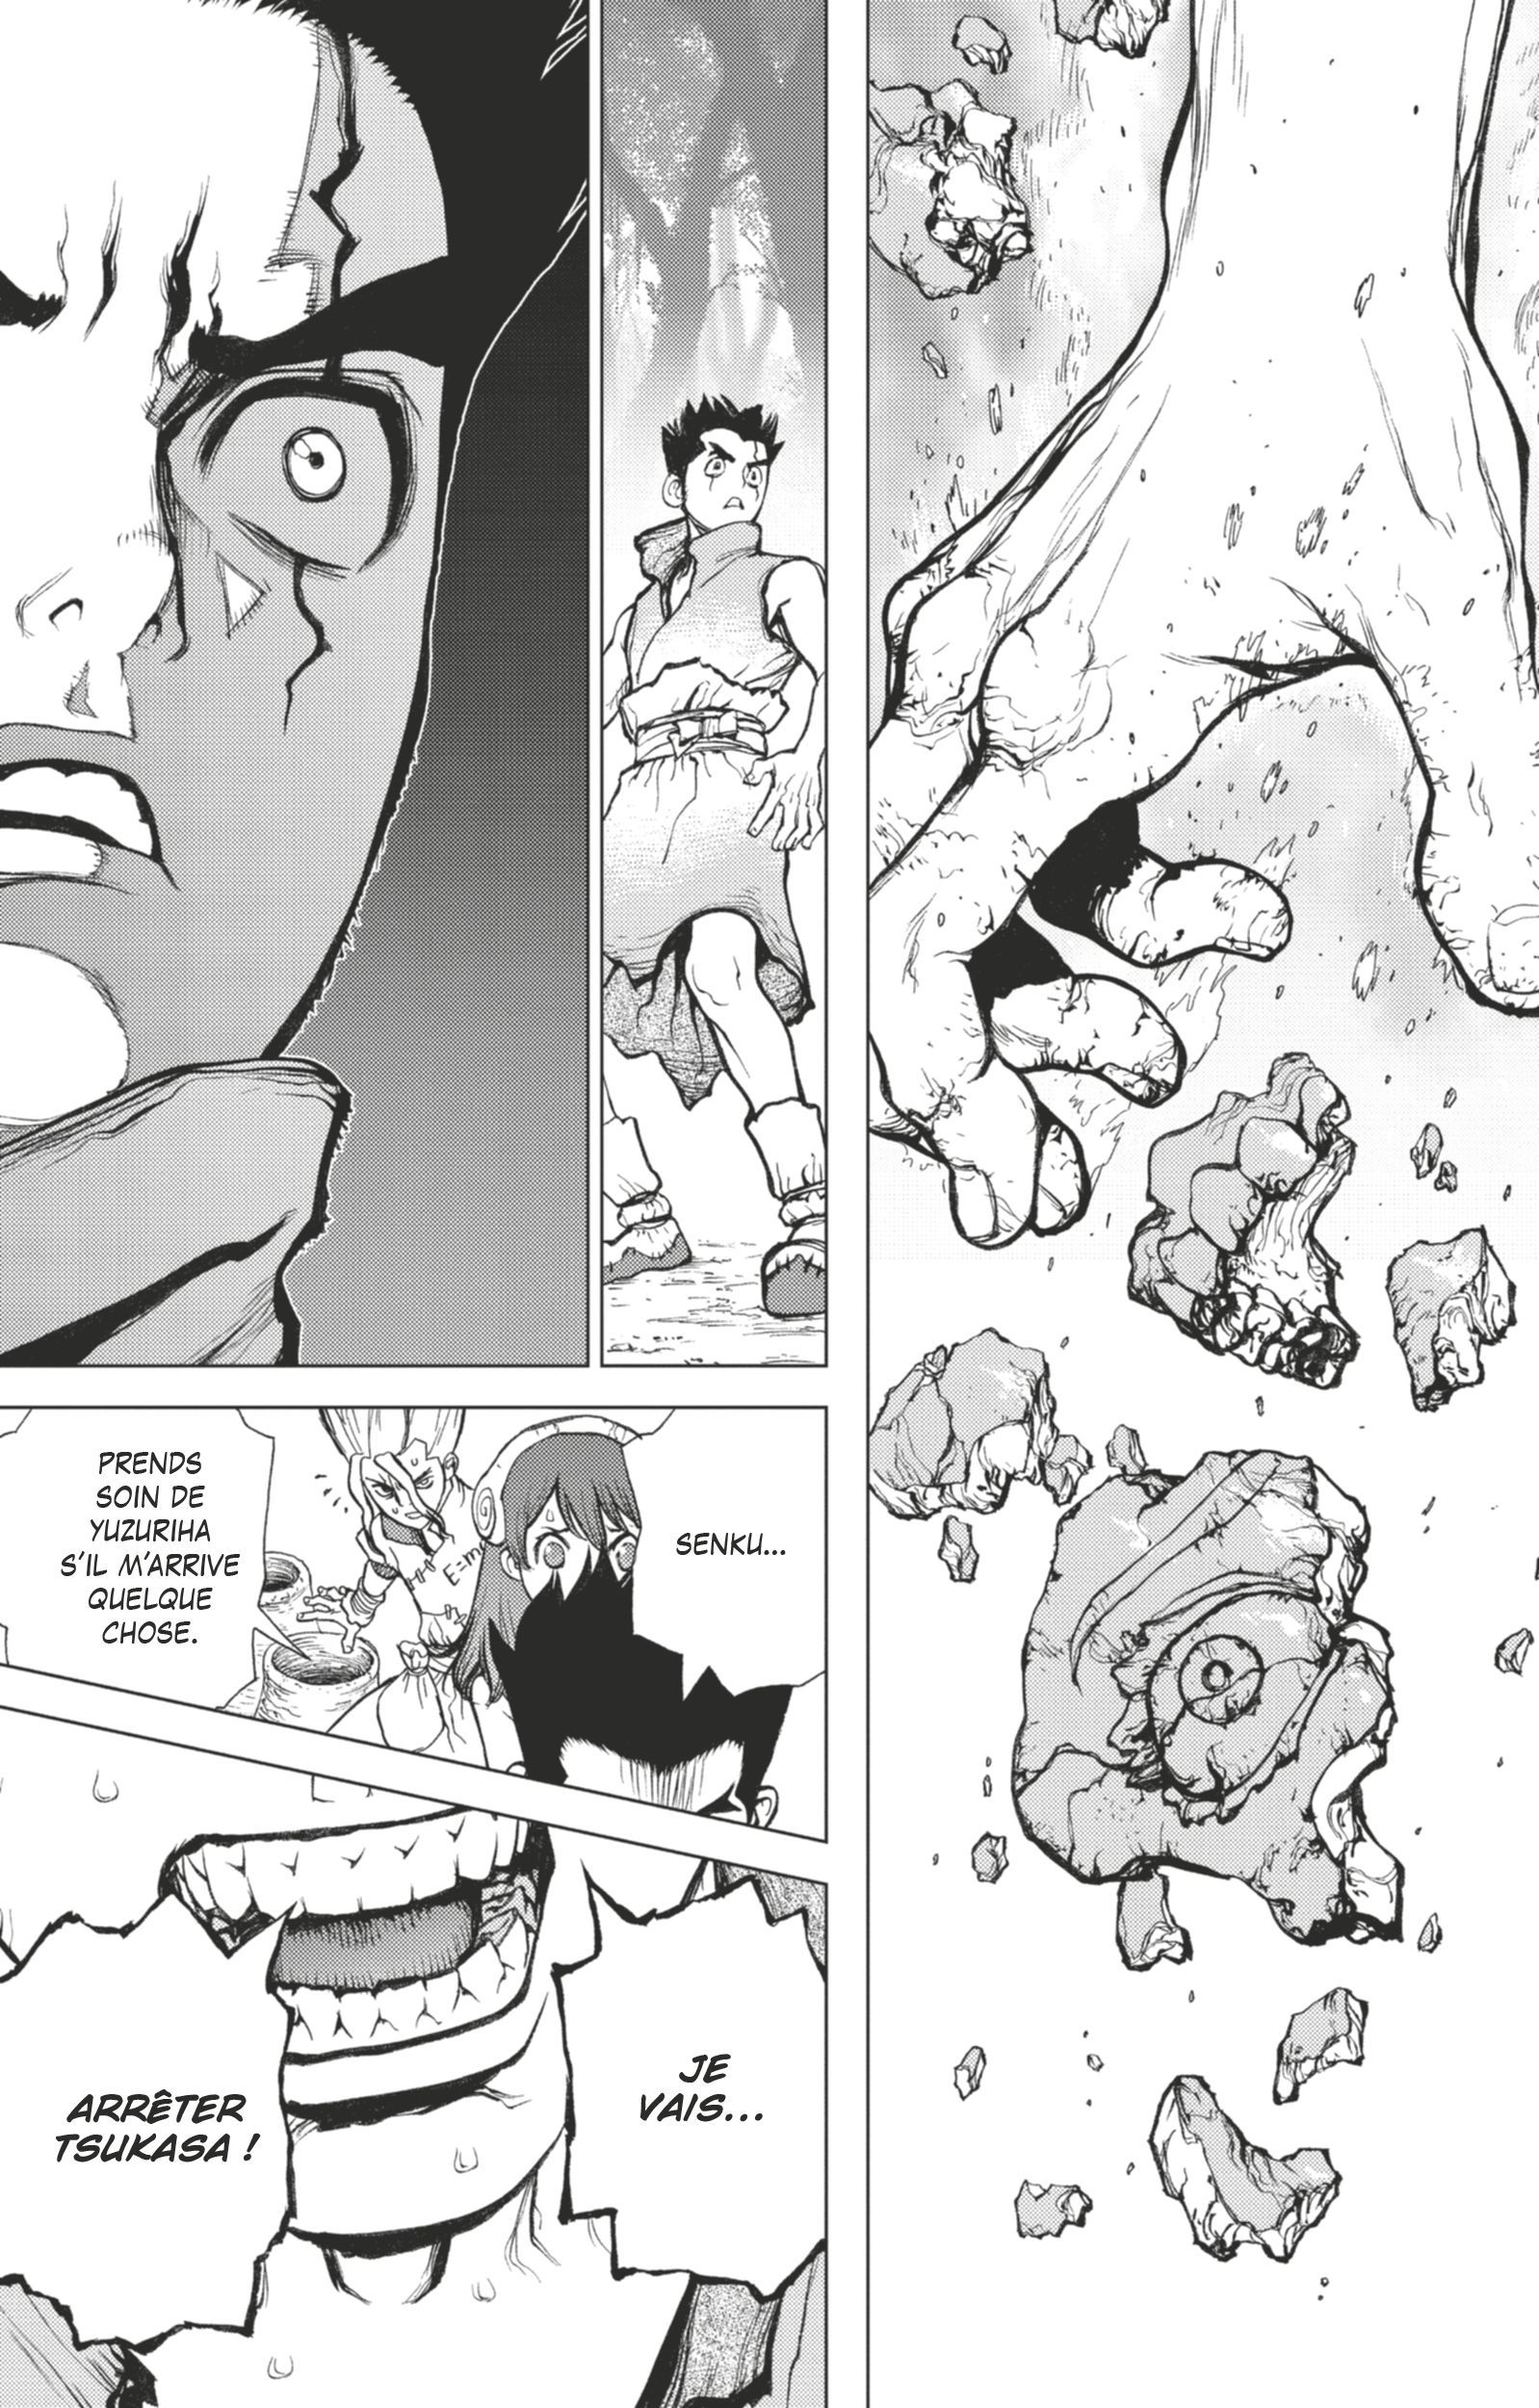 SENKU...
PRENDS
SOIN DE
YUZURIHA
S'IL M'ARRIVE
QUELQUE
CHOSE.
E=m
JE
VAIS...
ARRÊTER
TSUKASA !